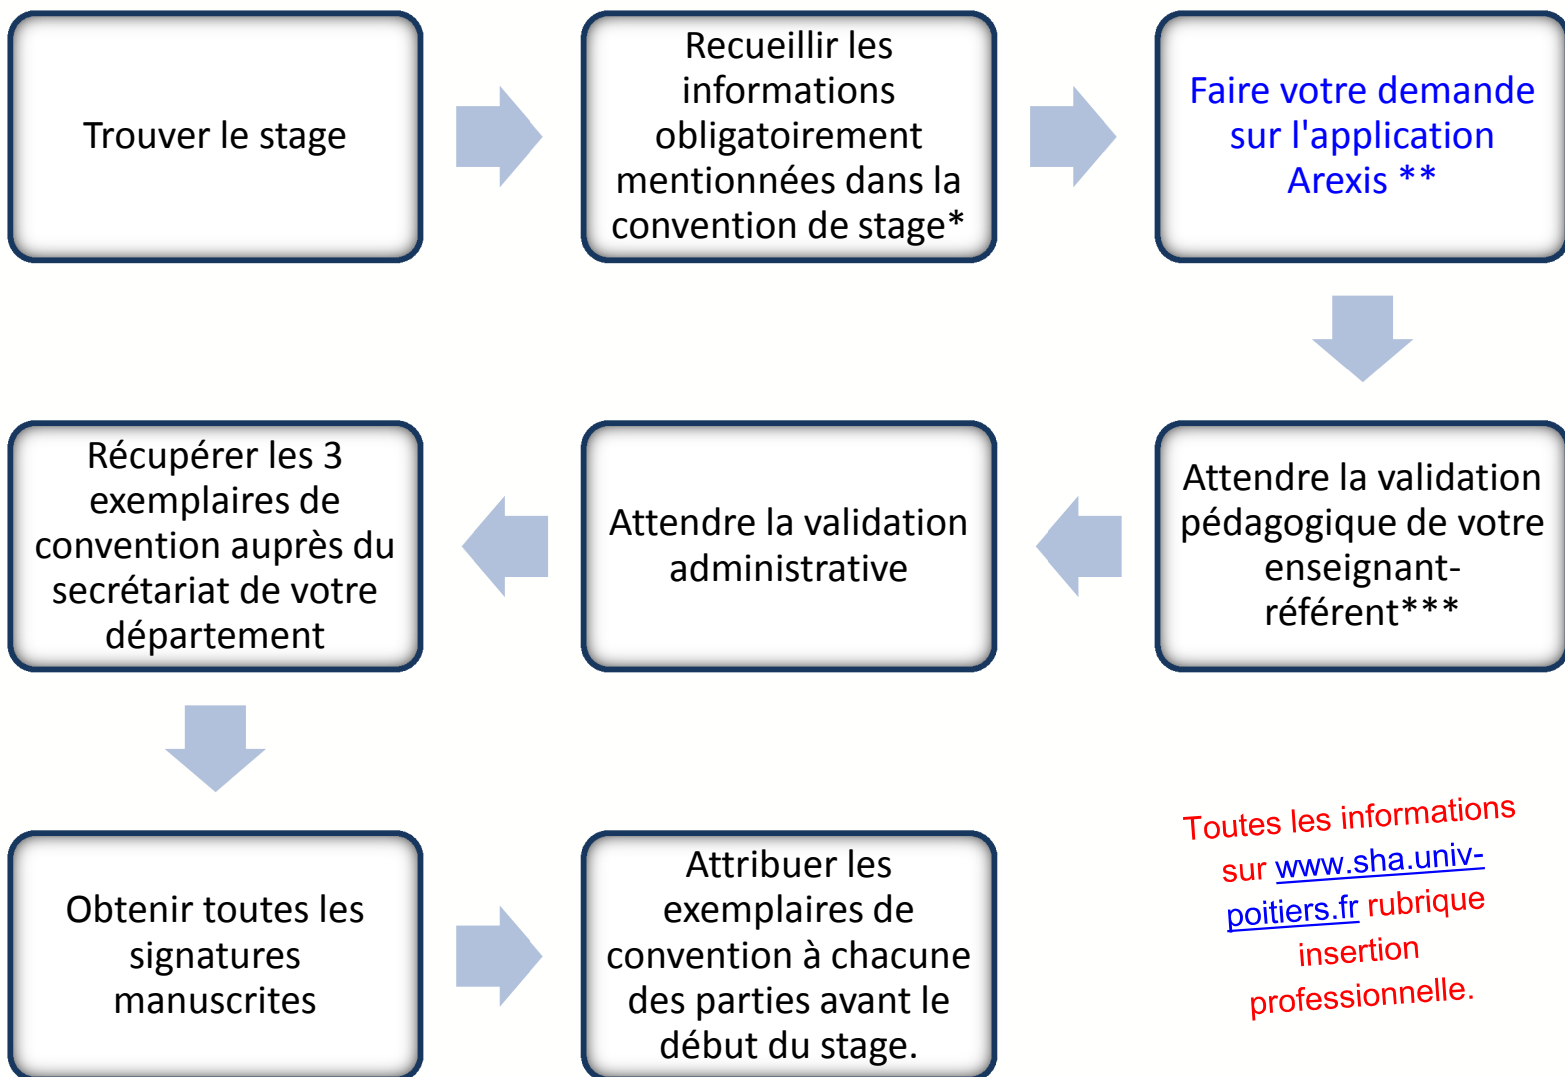 Trouver le stage
Recueillir les
informations
obligatoirement
mentionnées dans la
convention de stage*
Faire votre demande
sur l'application
Arexis **
Attendre la validation
pédagogique de votre
enseignant-
référent***
Attendre la validation
administrative
Récupérer les 3
exemplaires de
convention auprès du
secrétariat de votre
département
Obtenir toutes les
signatures
manuscrites
Attribuer les
exemplaires de
convention à chacune
des parties avant le
début du stage.
Toutes les informations
sur www.sha.univ-
poitiers.fr rubrique
insertion
professionnelle.